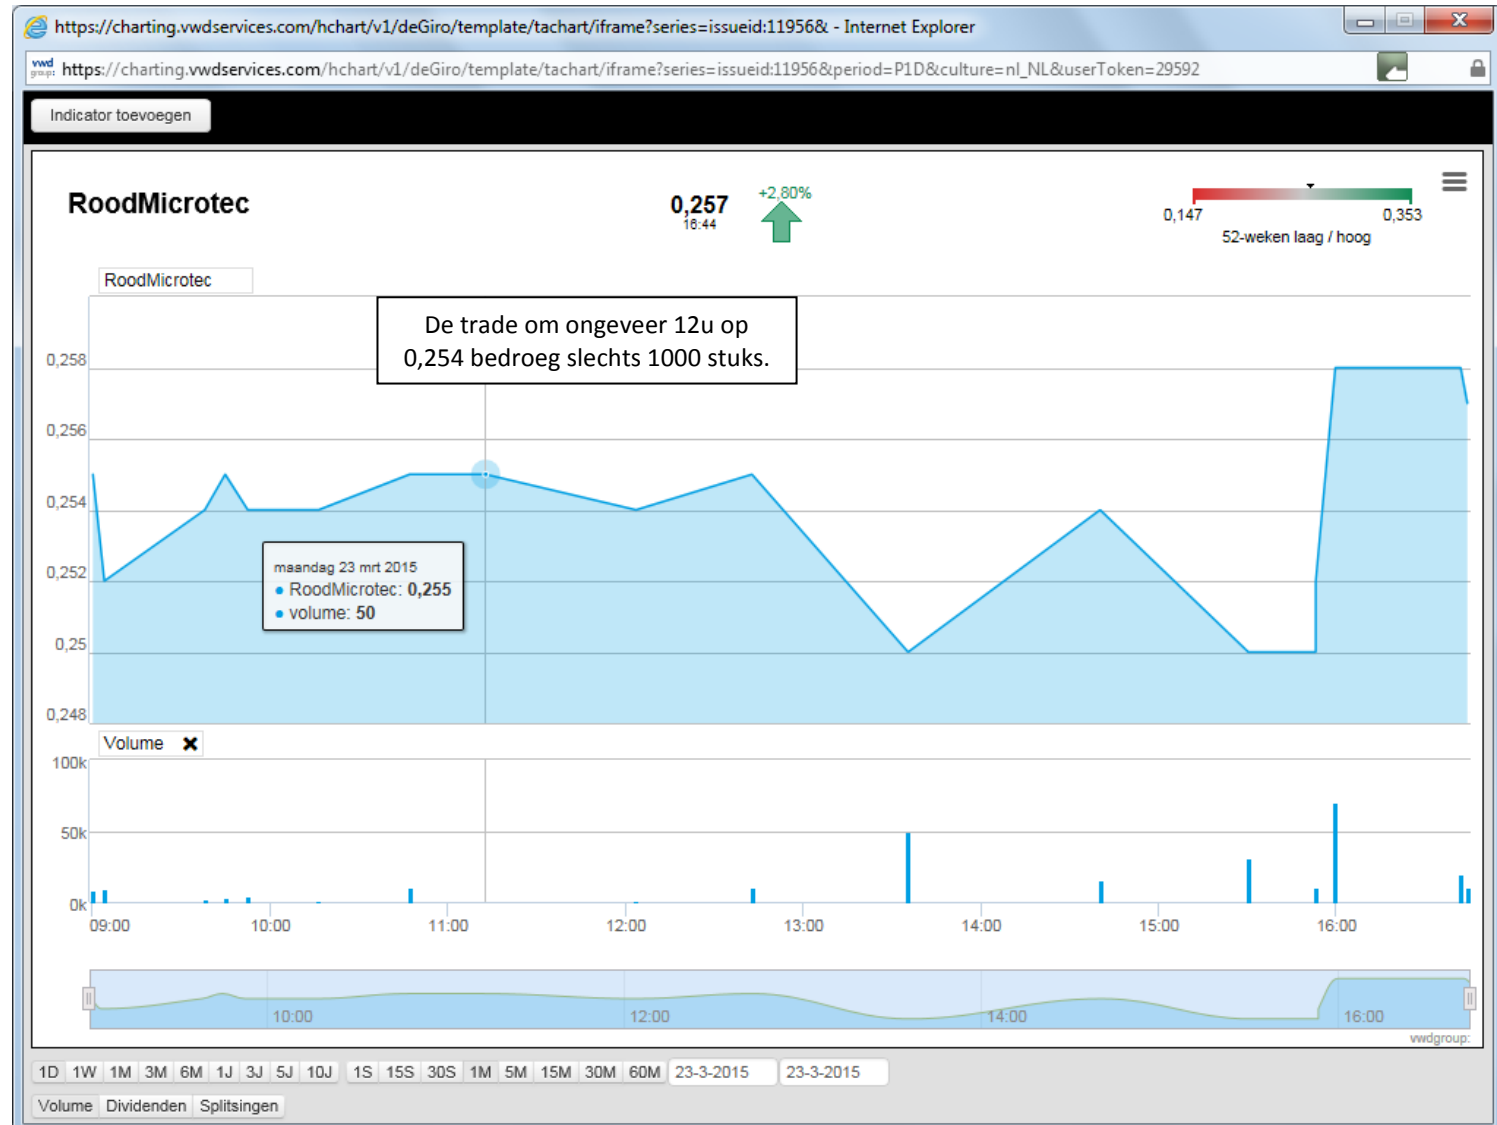 https://charting.vwdservices.com/hchart/v1/deGiro/template/tachart/iframe?series=issueid:11956& - Internet Explorer
vwd group: https://charting.vwdservices.com/hchart/v1/deGiro/template/tachart/iframe?series=issueid:11956&period=P1D&culture=nl_NL&userToken=29592
Indicator toevoegen
RoodMicrotec
0,257
16:44
+2,80%
0,147
0,353
52-weken laag / hoog
RoodMicrotec
De trade om ongeveer 12u op
0,254 bedroeg slechts 1000 stuks.
0,258
0,256
0,254
0,252
0,25
0,248
maandag 23 mrt 2015
RoodMicrotec: 0,255
volume: 50
Volume
100k
50k
0k
09:00 10:00 11:00 12:00 13:00 14:00 15:00 16:00
10:00 12:00 14:00 16:00
vwdgroup:
1D 1W 1M 3M 6M 1J 3J 5J 10J 1S 15S 30S 1M 5M 15M 30M 60M 23-3-2015 23-3-2015
Volume Dividenden Splitsingen